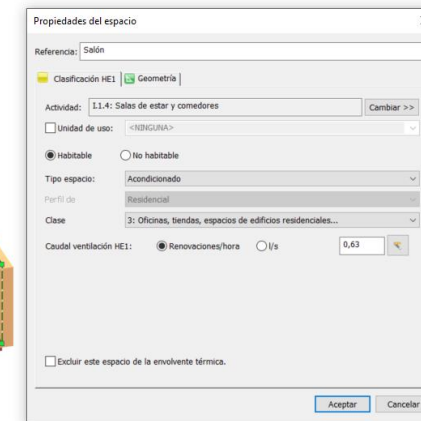 Propiedades del espacio
Referencia: Salón
Clasificación HE1 Geometría
Actividad: I.1.4: Salas de estar y comedores Cambiar >>
Unidad de uso: <NINGUNA>
Habitable No habitable
Tipo espacio: Acondicionado
Perfil de Residencial
Clase 3: Oficinas, tiendas, espacios de edificios residenciales...
Caudal ventilación HE1: Renovaciones/hora l/s 0,63
Excluir este espacio de la envolvente térmica.
Aceptar Cancelar